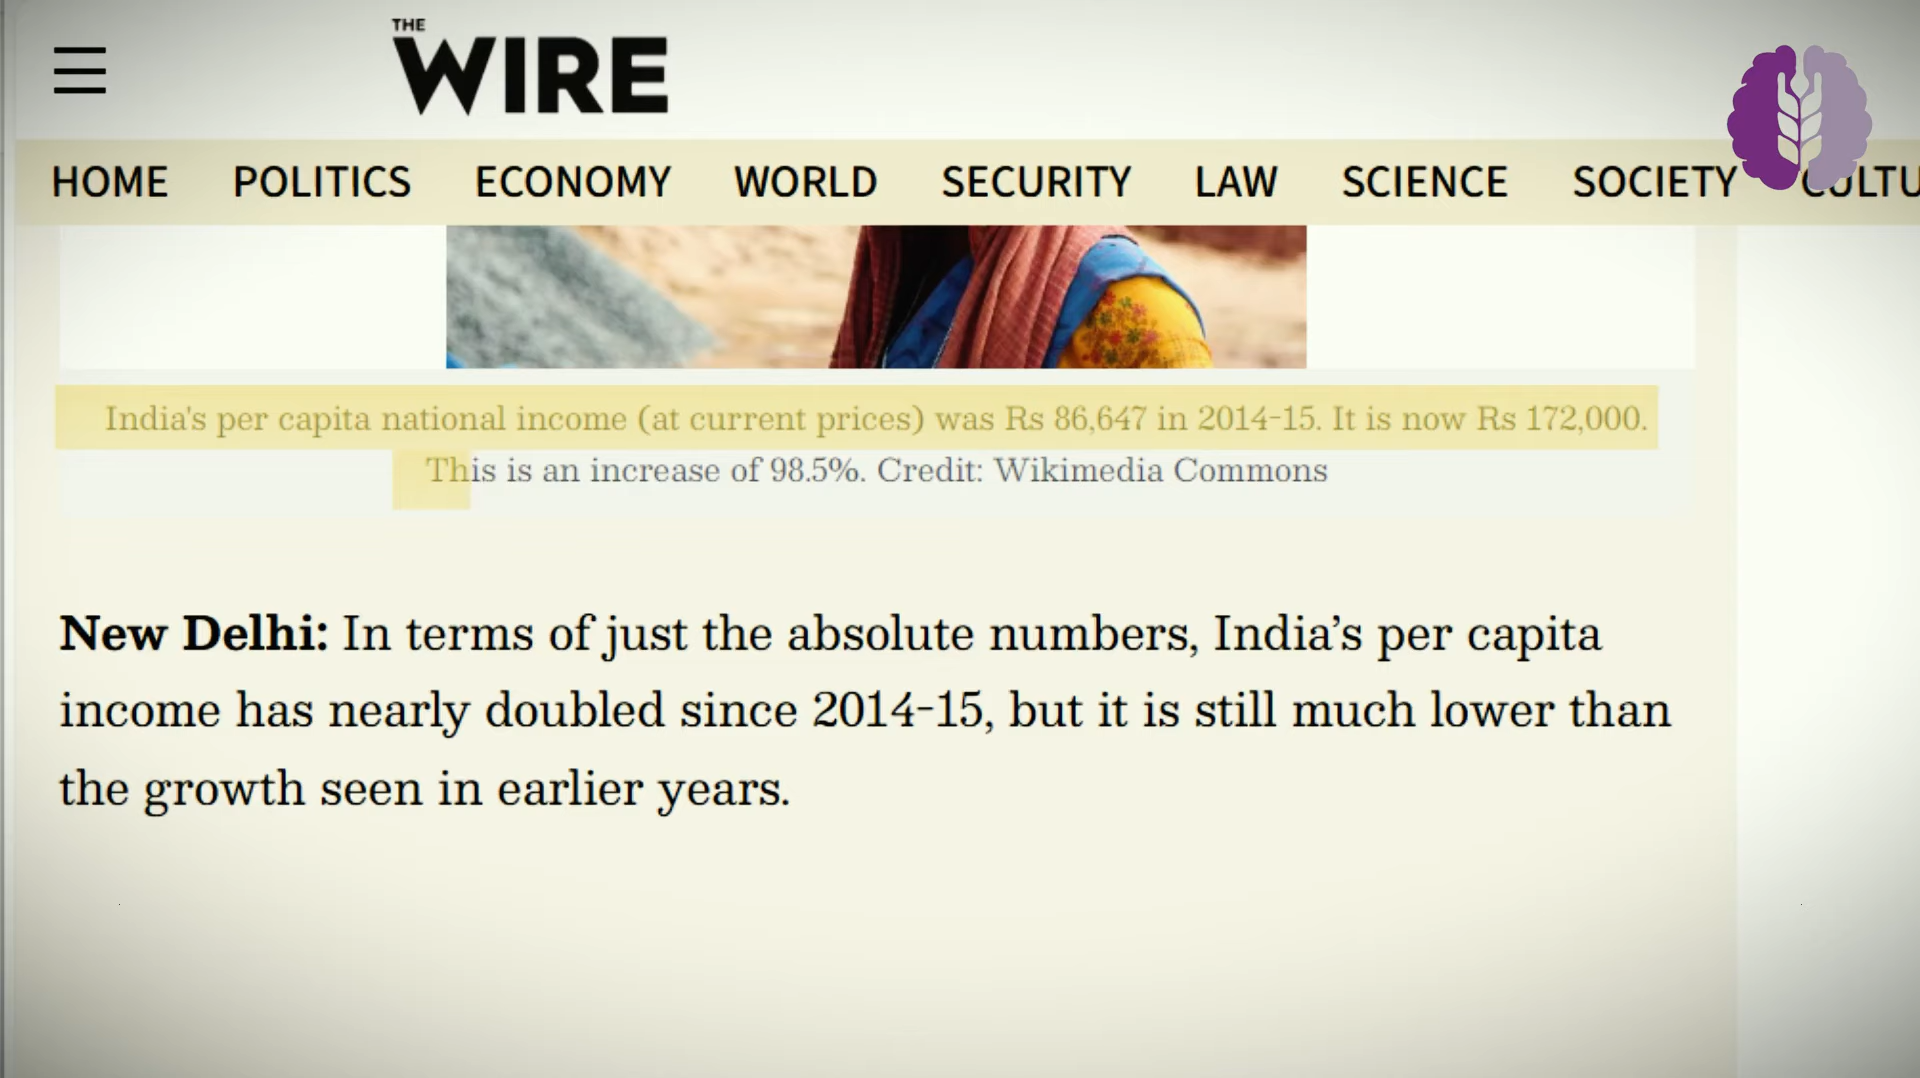 THE
WIRE
HOME POLITICS ECONOMY WORLD SECURITY LAW SCIENCE SOCIETY CULTU
India's per capita national income (at current prices) was Rs 86,647 in 2014-15. It is now Rs 172,000.
This is an increase of 98.5%. Credit: Wikimedia Commons
New Delhi: In terms of just the absolute numbers, India’s per capita
income has nearly doubled since 2014-15, but it is still much lower than
the growth seen in earlier years.